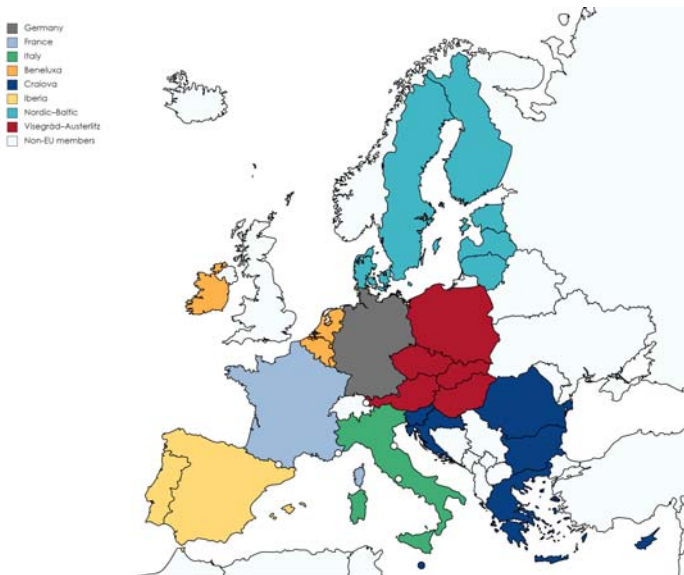 Germany
France
Italy
Beneluxa
Craiova
Iberia
Nordic–Baltic
Visegrád–Austerlitz
Non-EU members